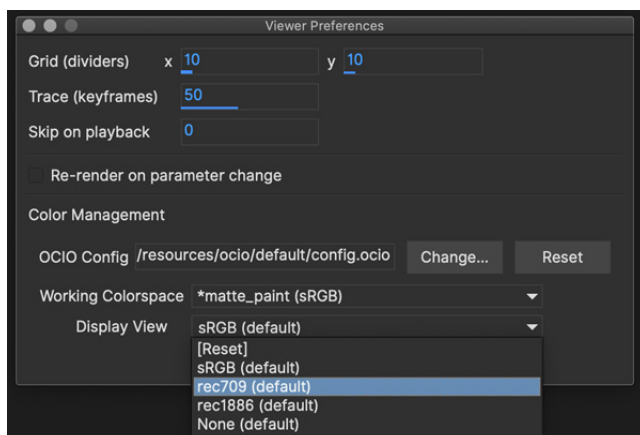 Viewer Preferences
Grid (dividers) x 10 y 10
Trace (keyframes) 50
Skip on playback 0
Re-render on parameter change
Color Management
OCIO Config /resources/ocio/default/config.ocio Change... Reset
Working Colorspace *matte_paint (sRGB)
Display View sRGB (default)
[Reset]
sRGB (default)
rec709 (default)
rec1886 (default)
None (default)